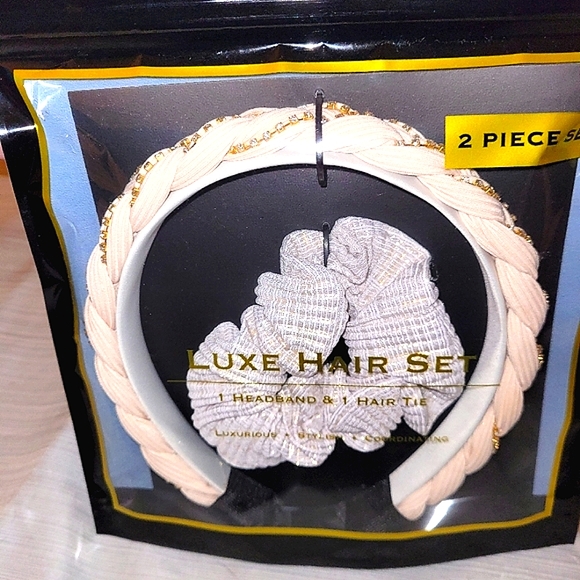 2 PIECE SE
LUXE HAIR SET
1 HEADBAND & 1 HAIR TIE
LUXURIOUS • STYLISH • COORDINATING